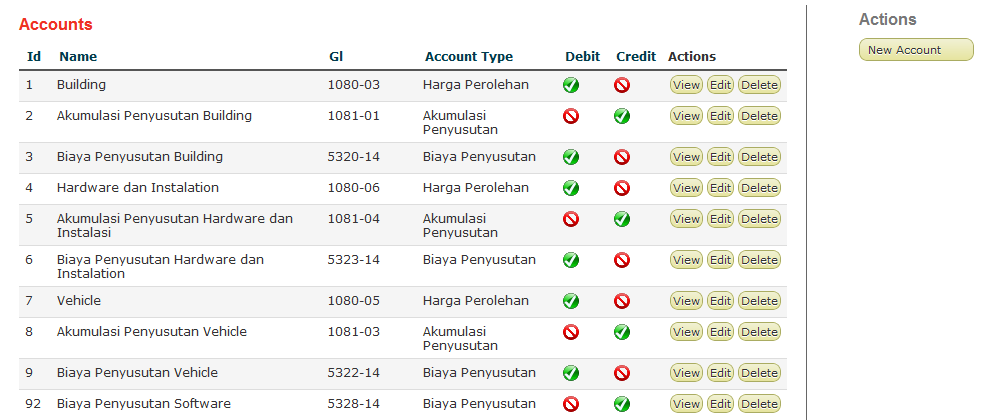 Accounts
Actions
New Account
Id Name Gl Account Type Debit Credit Actions
1 Building 1080-03 Harga Perolehan View Edit Delete
2 Akumulasi Penyusutan Building 1081-01 Akumulasi View Edit Delete
Penyusutan
3 Biaya Penyusutan Building 5320-14 Biaya Penyusutan View Edit Delete
4 Hardware dan Instalation 1080-06 Harga Perolehan View Edit Delete
5 Akumulasi Penyusutan Hardware dan 1081-04 Akumulasi View Edit Delete
Instalasi Penyusutan
6 Biaya Penyusutan Hardware dan 5323-14 Biaya Penyusutan View Edit Delete
Instalation
7 Vehicle 1080-05 Harga Perolehan View Edit Delete
8 Akumulasi Penyusutan Vehicle 1081-03 Akumulasi View Edit Delete
Penyusutan
9 Biaya Penyusutan Vehicle 5322-14 Biaya Penyusutan View Edit Delete
92 Biaya Penyusutan Software 5328-14 Biaya Penyusutan View Edit Delete